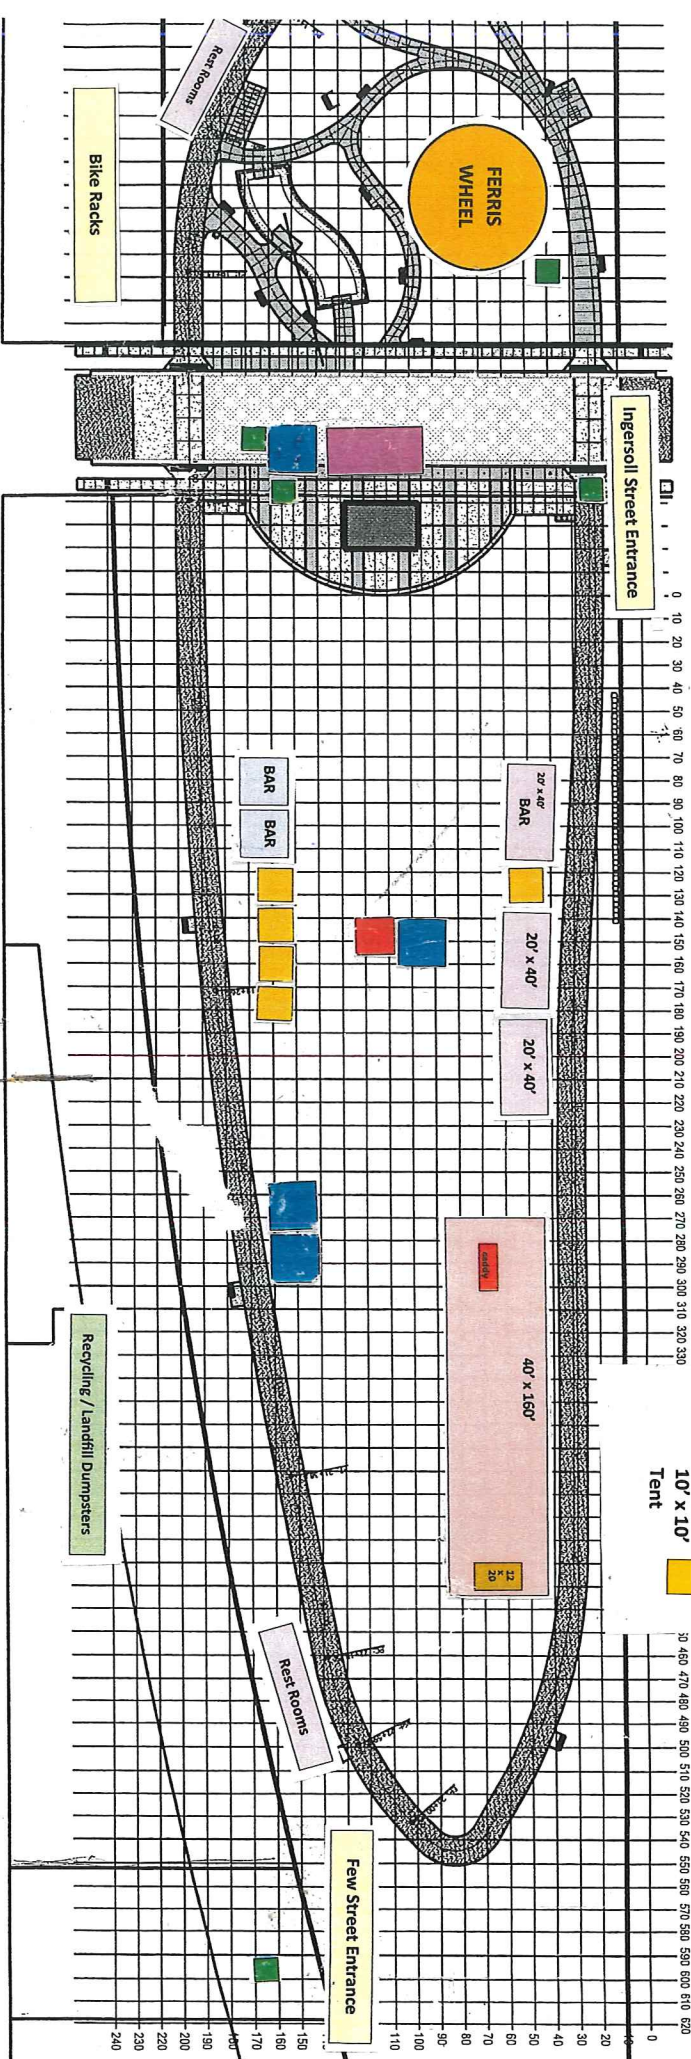 Rest Rooms
Bike Racks
FERRIS
WHEEL
Ingersoll Street Entrance
0 10 20 30 40 50 60 70 80 90 100 110 120 130 140 150 160 170 180 190 200 210 220 230 240 250 260 270 280 290 300 310 320 330
20' x 40'
BAR
BAR
BAR
20' x 40'
20' x 40'
caddy
40' x 160'
12
x
20
10' x 10'
Tent
460 470 480 490 500 510 520 530 540 550 560 570 580 590 600 610 620
Recycling / Landfill Dumpsters
Rest Rooms
Few Street Entrance
240 230 220 210 200 190 170 160 150 110 100 90 80 70 60 50 40 30 20 0